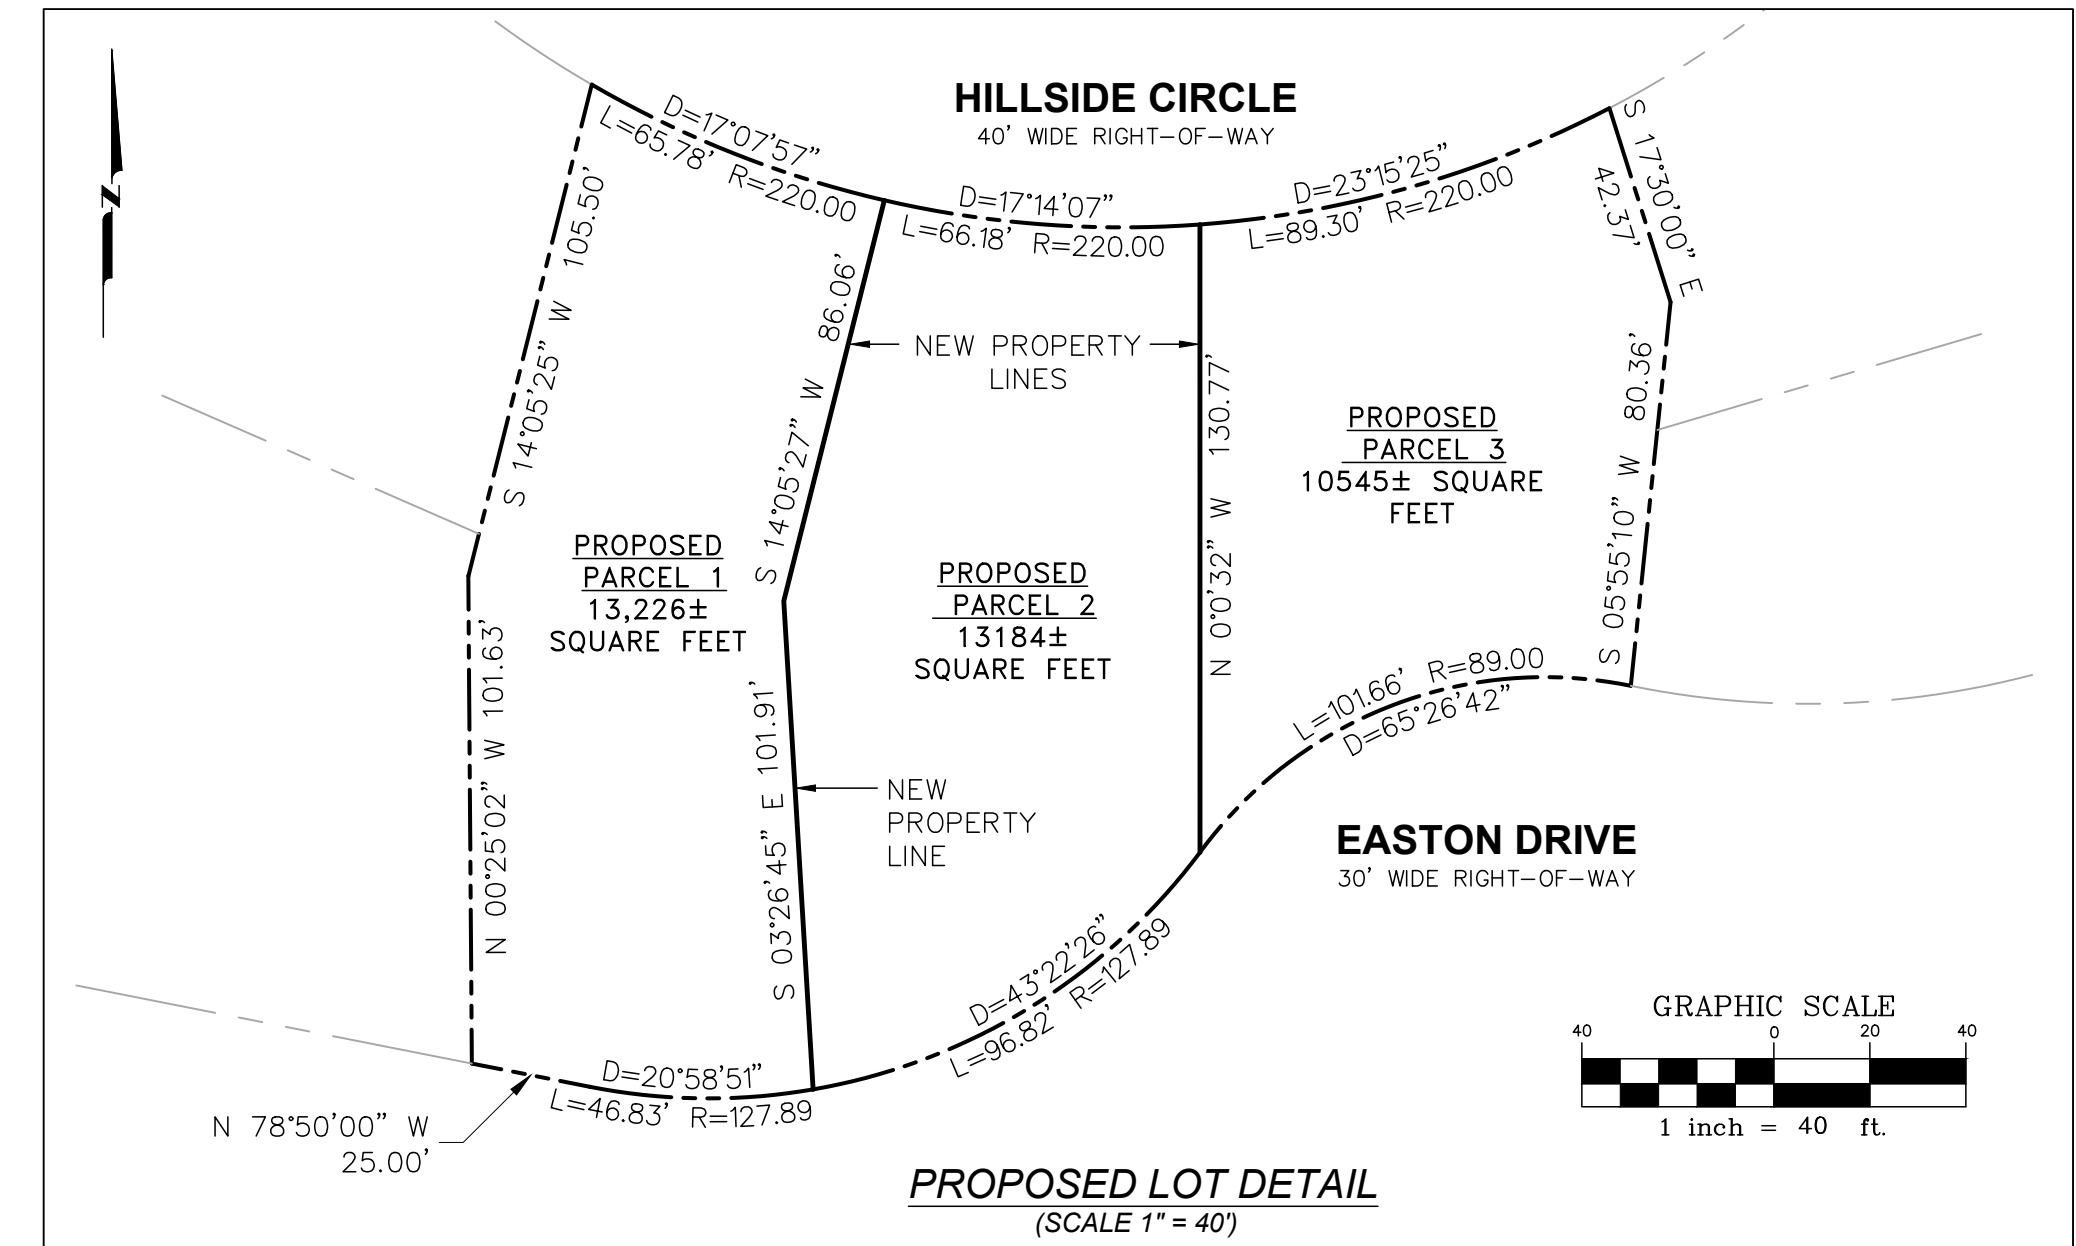 HILLSIDE CIRCLE
40' WIDE RIGHT-OF-WAY
N
D=17°07'57"
L=65.78' R=220.00
D=17°14'07"
L=66.18' R=220.00
D=23°15'25"
L=89.30' R=220.00
S 17°30'00" E
42.37'
S 14°05'25" W 105.50'
S 14°05'27" W 86.06'
NEW PROPERTY
LINES
N 0°0'32" W 130.77'
S 05°55'10" W 80.36'
PROPOSED
PARCEL 1
13,226±
SQUARE FEET
PROPOSED
PARCEL 2
13184±
SQUARE FEET
PROPOSED
PARCEL 3
10545± SQUARE
FEET
N 00°25'02" W 101.63'
S 03°26'45" E 101.91'
NEW
PROPERTY
LINE
L=101.66' R=89.00
D=65°26'42"
EASTON DRIVE
30' WIDE RIGHT-OF-WAY
D=43°22'26"
L=96.82' R=127.89
D=20°58'51"
L=46.83' R=127.89
N 78°50'00" W
25.00'
GRAPHIC SCALE
40 0 20 40
1 inch = 40 ft.
PROPOSED LOT DETAIL
(SCALE 1" = 40')